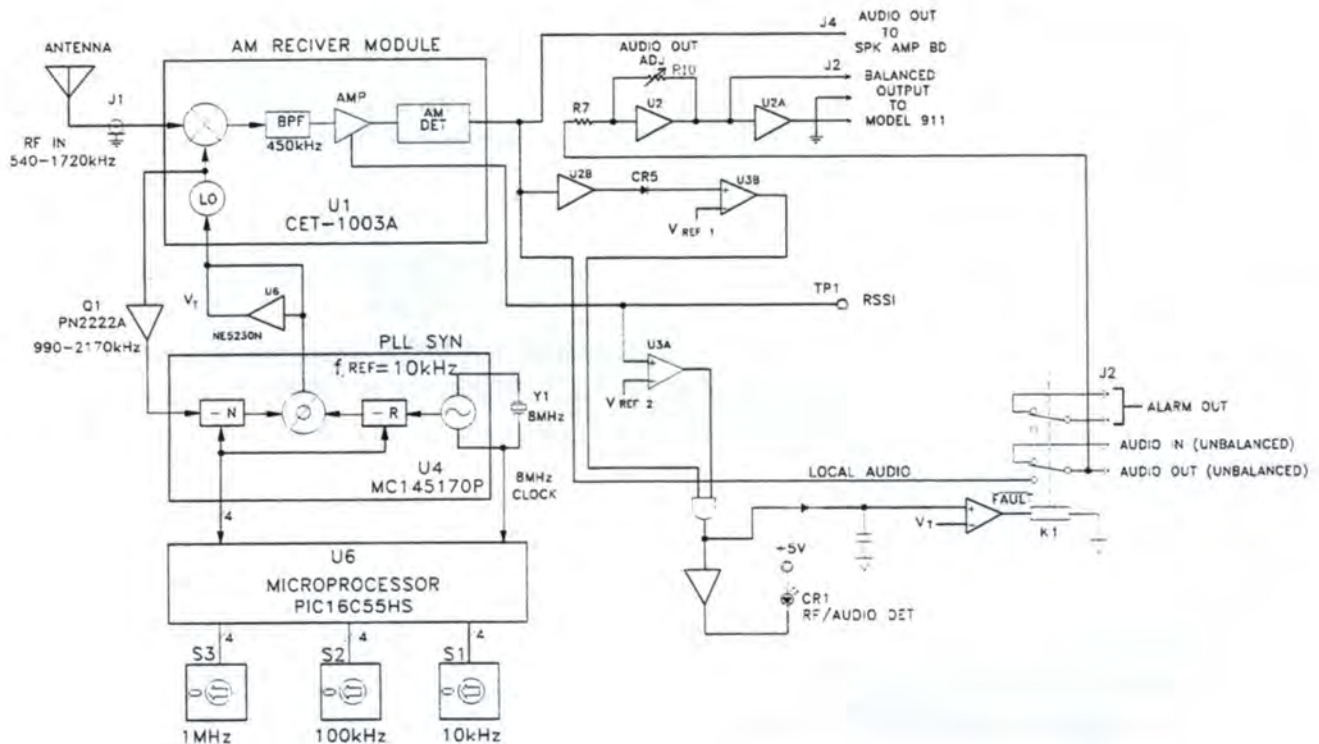 ANTENNA
J1
RF IN
540-1720kHz
AM RECIVER MODULE
BPF
450kHz
AMP
AM
DET
LO
U1
CET-1003A
J4
AUDIO OUT
TO
SPK AMP BD
AUDIO OUT
ADJ
R10
R7
U2
U2A
J2
BALANCED
OUTPUT
TO
MODEL 911
U2B
CR5
U3B
V REF 1
TP1
RSSI
U3A
V REF 2
Q1
PN2222A
990-2170kHz
VT
U6
NE5230N
PLL SYN
f, REF= 10kHz
- N
Ø
- R
Y1
8MHz
U4
MC145170P
8MHz
CLOCK
4
J2
ALARM OUT
AUDIO IN (UNBALANCED)
AUDIO OUT (UNBALANCED)
LOCAL AUDIO
VT
FAUL
K1
+5V
CR1
RF/AUDIO DET
U6
MICROPROCESSOR
PIC16C55HS
4
4
4
S3
S2
S1
0
0
0
1MHz
100kHz
10kHz